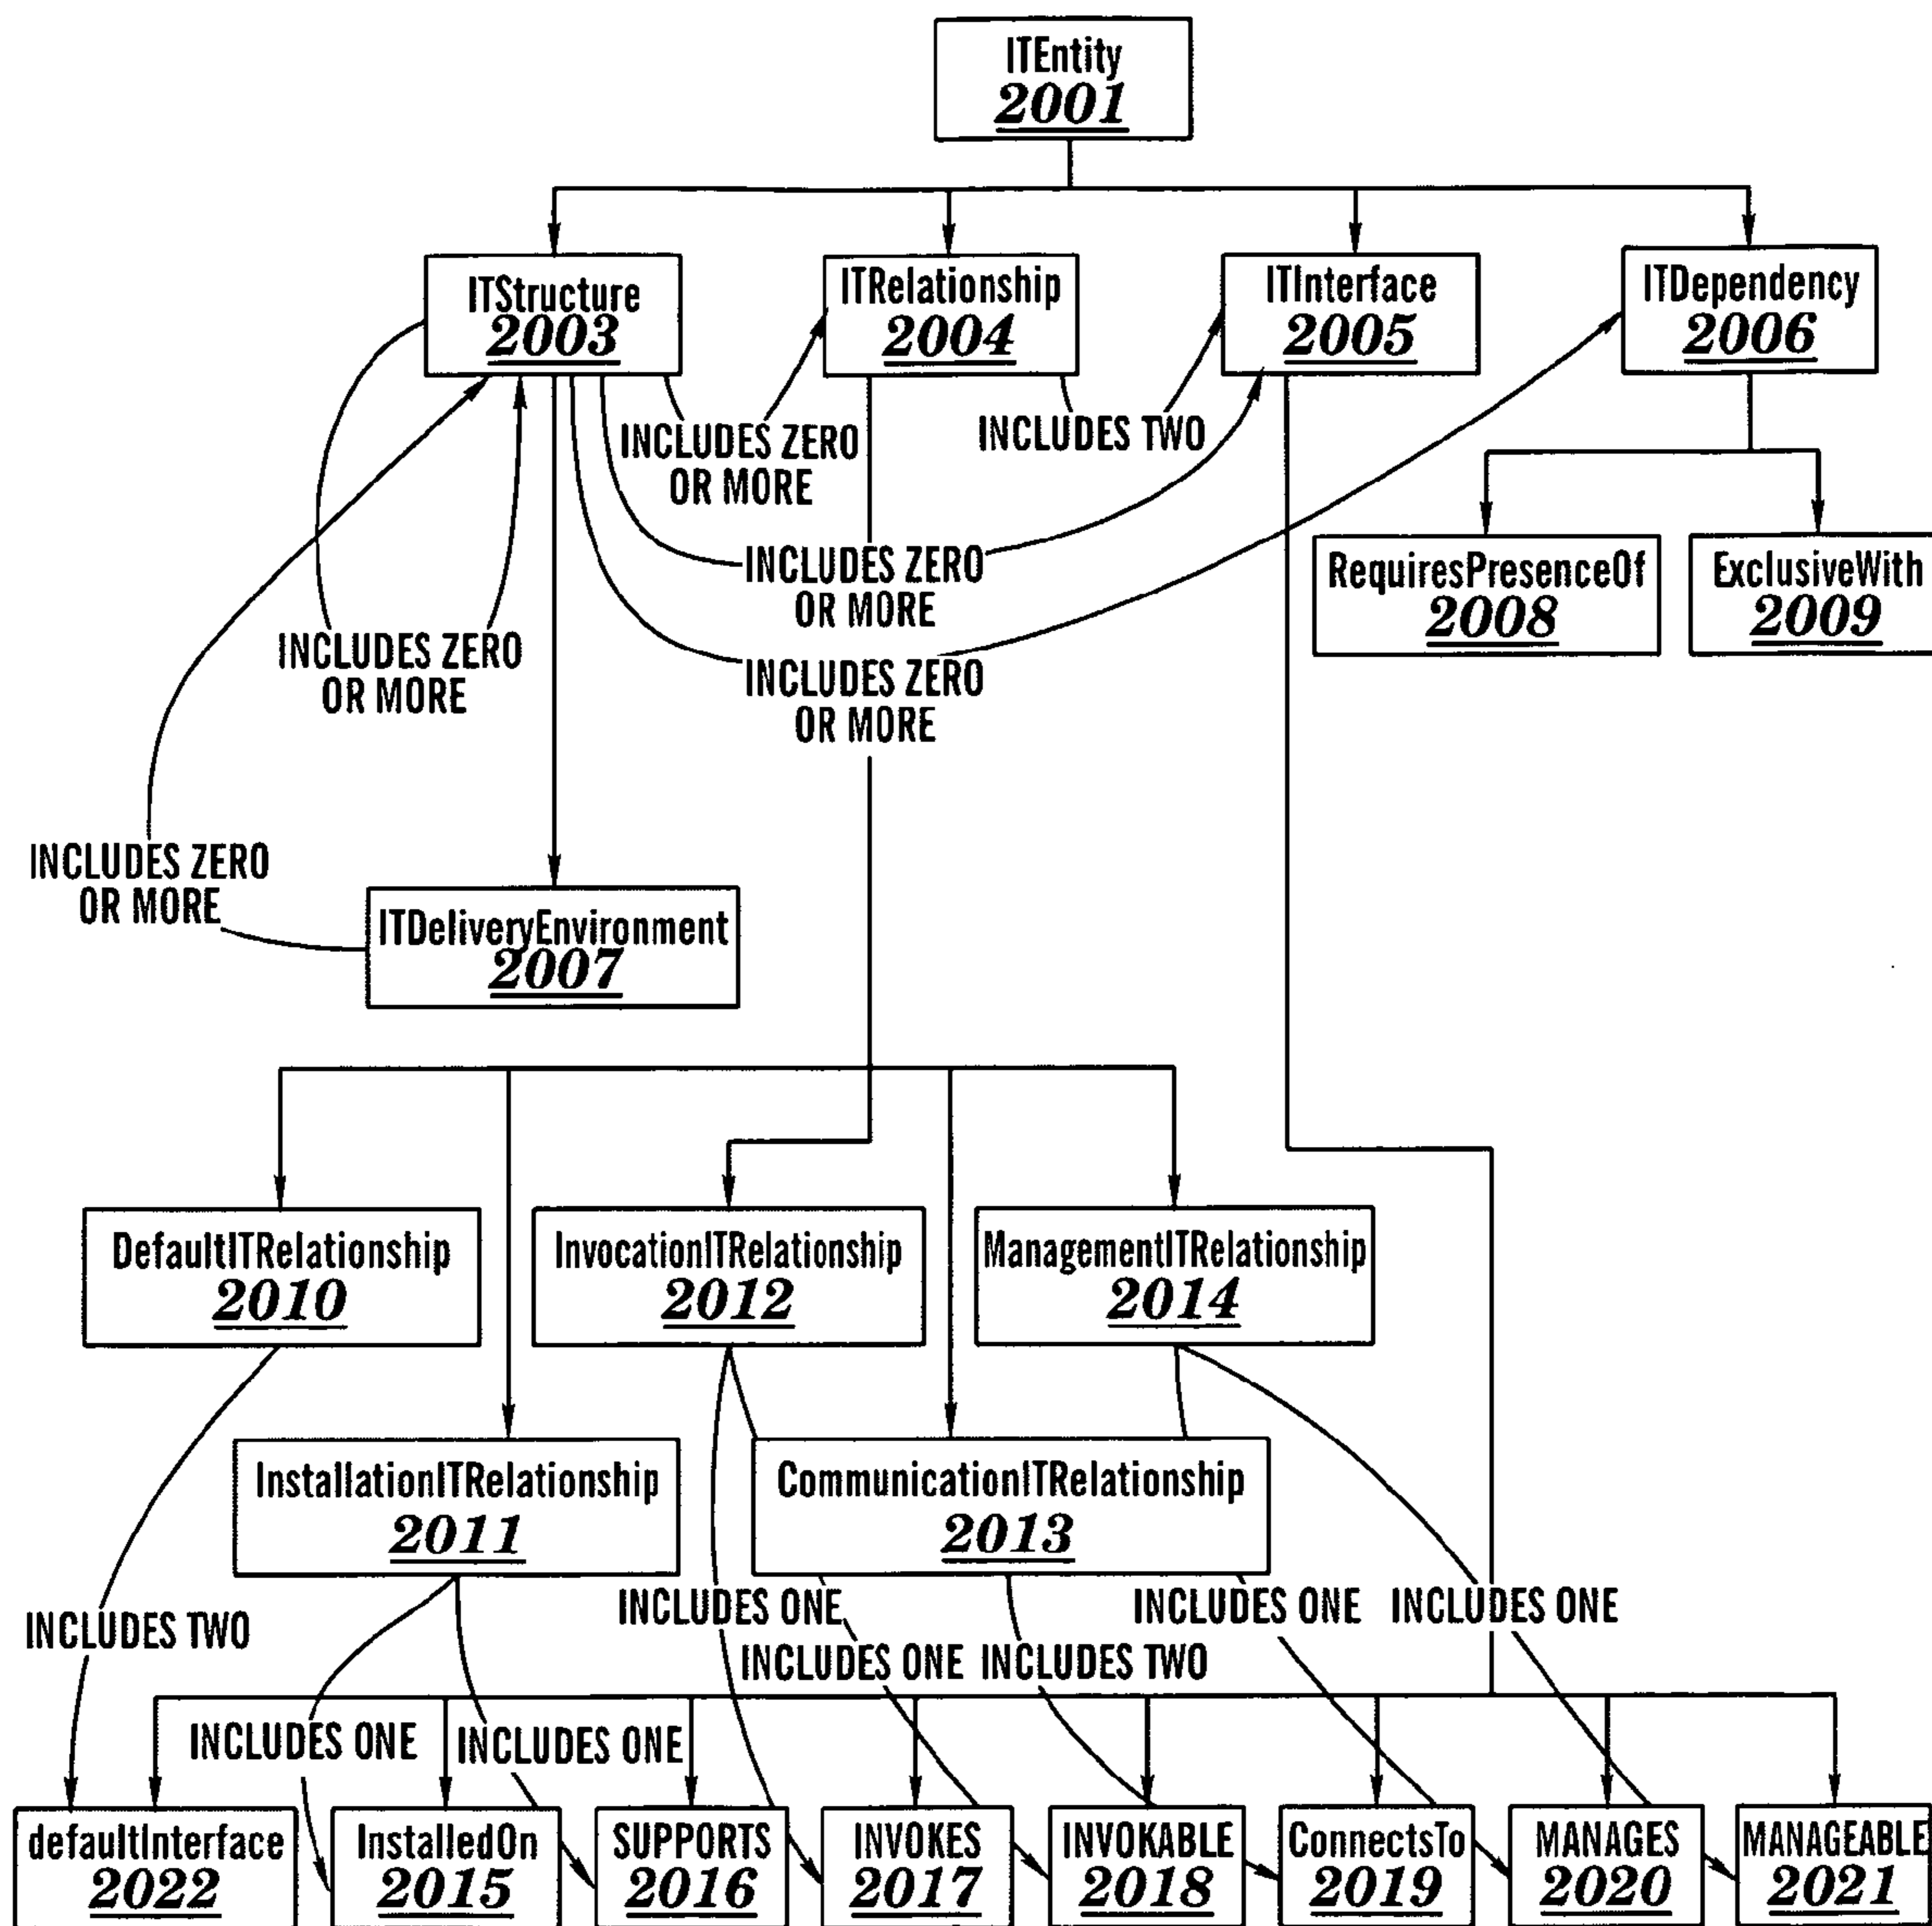 ITEntity
2001
ITStructure
2003
ITRelationship
2004
ITInterface
2005
ITDependency
2006
INCLUDES ZERO
OR MORE
INCLUDES TWO
INCLUDES ZERO
OR MORE
RequiresPresenceOf
2008
ExclusiveWith
2009
INCLUDES ZERO
OR MORE
INCLUDES ZERO
OR MORE
INCLUDES ZERO
OR MORE
ITDeliveryEnvironment
2007
DefaultITRelationship
2010
InvocationITRelationship
2012
ManagementITRelationship
2014
InstallationITRelationship
2011
CommunicationITRelationship
2013
INCLUDES TWO
INCLUDES ONE
INCLUDES ONE
INCLUDES TWO
INCLUDES ONE
INCLUDES ONE
INCLUDES ONE
INCLUDES ONE
defaultInterface
2022
InstalledOn
2015
SUPPORTS
2016
INVOKES
2017
INVOKABLE
2018
ConnectsTo
2019
MANAGES
2020
MANAGEABLE
2021